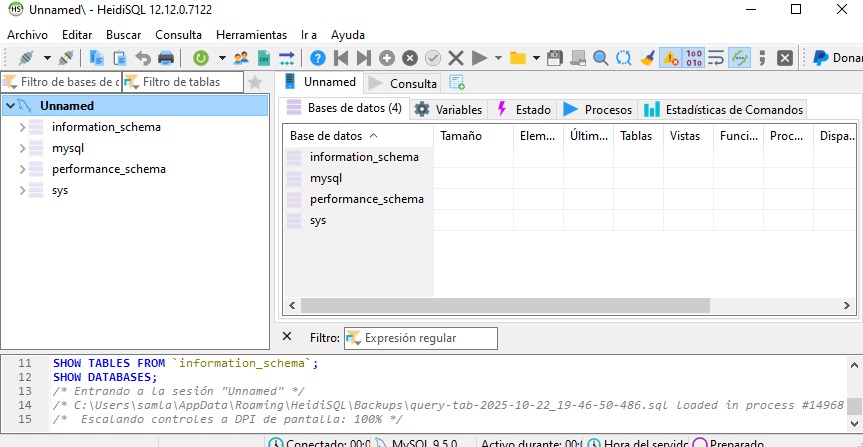 Unnamed\ - HeidiSQL 12.12.0.7122
Archivo Editar Buscar Consulta Herramientas Ir a Ayuda
Donar
Filtro de bases de c Filtro de tablas
Unnamed
information_schema
mysql
performance_schema
sys
Unnamed Consulta
Bases de datos (4) Variables Estado Procesos Estadísticas de Comandos
Base de datos Tamaño Elem... Últim... Tablas Vistas Funci... Proc... Dispa...
information_schema
mysql
performance_schema
sys
Filtro: Expresión regular
11 SHOW TABLES FROM `information_schema`;
12 SHOW DATABASES;
13 /* Entrando a la sesión "Unnamed" */
14 /* C:\Users\samla\AppData\Roaming\HeidiSQL\Backups\query-tab-2025-10-22_19-46-50-486.sql loaded in process #14968
15 /* Escalando controles a DPI de pantalla: 100% */
Conectado: 00:0 MySQL 9.5.0 Activo durante: 00:0 Hora del servido Preparado